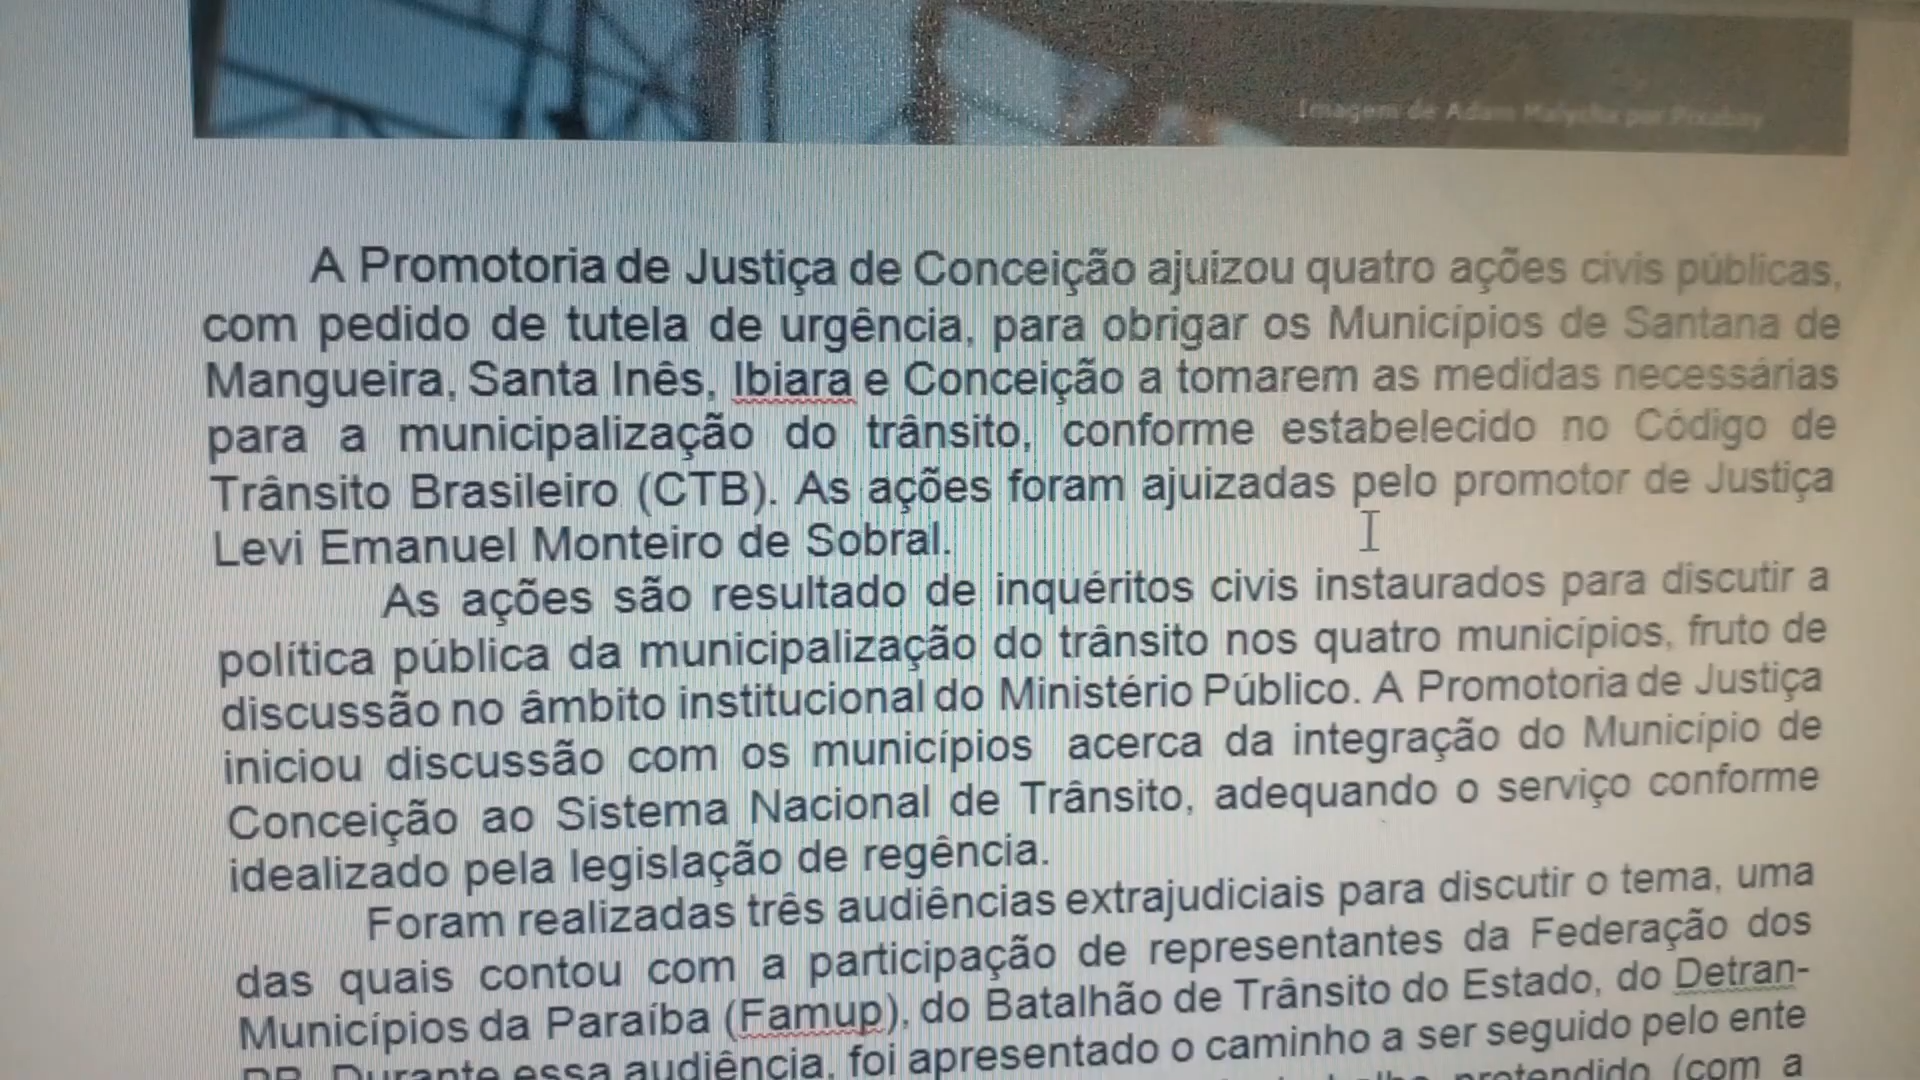 Imagem de Adam Malycha por Pixabay
A Promotoria de Justiça de Conceição ajuizou quatro ações civis públicas,
com pedido de tutela de urgência, para obrigar os Municípios de Santana de
Mangueira, Santa Inês, Ibiara e Conceição a tomarem as medidas necessárias
para a municipalização do trânsito, conforme estabelecido no Código de
Trânsito Brasileiro (CTB). As ações foram ajuizadas pelo promotor de Justiça
Levi Emanuel Monteiro de Sobral.
As ações são resultado de inquéritos civis instaurados para discutir a
política pública da municipalização do trânsito nos quatro municípios, fruto de
discussão no âmbito institucional do Ministério Público. A Promotoria de Justiça
iniciou discussão com os municípios acerca da integração do Município de
Conceição ao Sistema Nacional de Trânsito, adequando o serviço conforme
idealizado pela legislação de regência.
Foram realizadas três audiências extrajudiciais para discutir o tema, uma
das quais contou com a participação de representantes da Federação dos
Municípios da Paraíba (Famup), do Batalhão de Trânsito do Estado, do Detran-
PB. Durante essa audiência, foi apresentado o caminho a ser seguido pelo ente
pretendido (com a